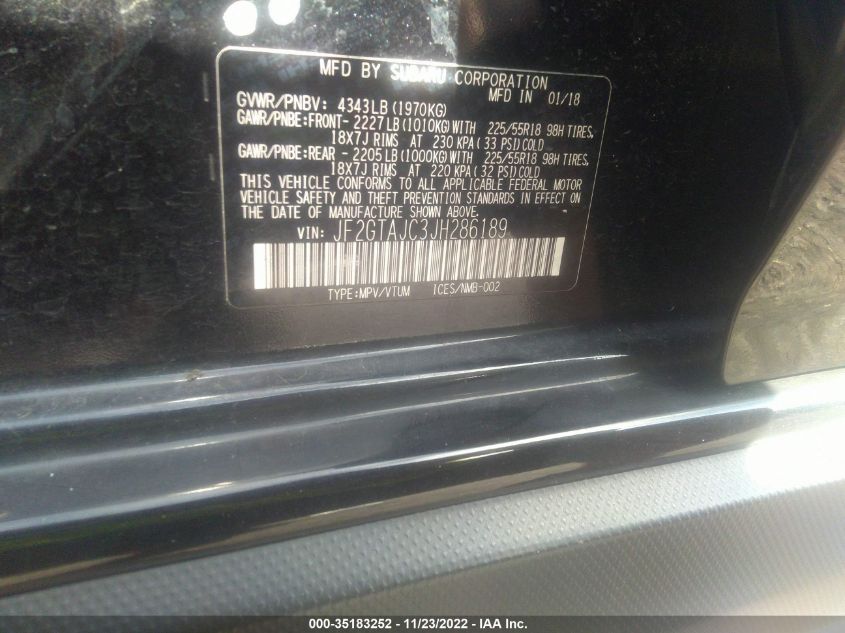 MFD BY SUBARU CORPORATION
MFD IN 01/18
GVWR/PNBV: 4343LB(1970KG)
GAWR/PNBE:FRONT- 2227LB(1010KG)WITH 225/55R18 98H TIRES,
18X7J RIMS AT 230 KPA( 33 PSI)COLD
GAWR/PNBE:REAR - 2205LB(1000KG)WITH 225/55R18 98H TIRES,
18X7J RIMS AT 220 KPA( 32 PSI)COLD
THIS VEHICLE CONFORMS TO ALL APPLICABLE FEDERAL MOTOR
VEHICLE SAFETY AND THEFT PREVENTION STANDARDS IN EFFECT ON
THE DATE OF MANUFACTURE SHOWN ABOVE.
VIN: JF2GTAJC3JH286189
TYPE:MPV/VTUM ICES/NMB-002
000-35183252 - 11/23/2022 - IAA Inc.